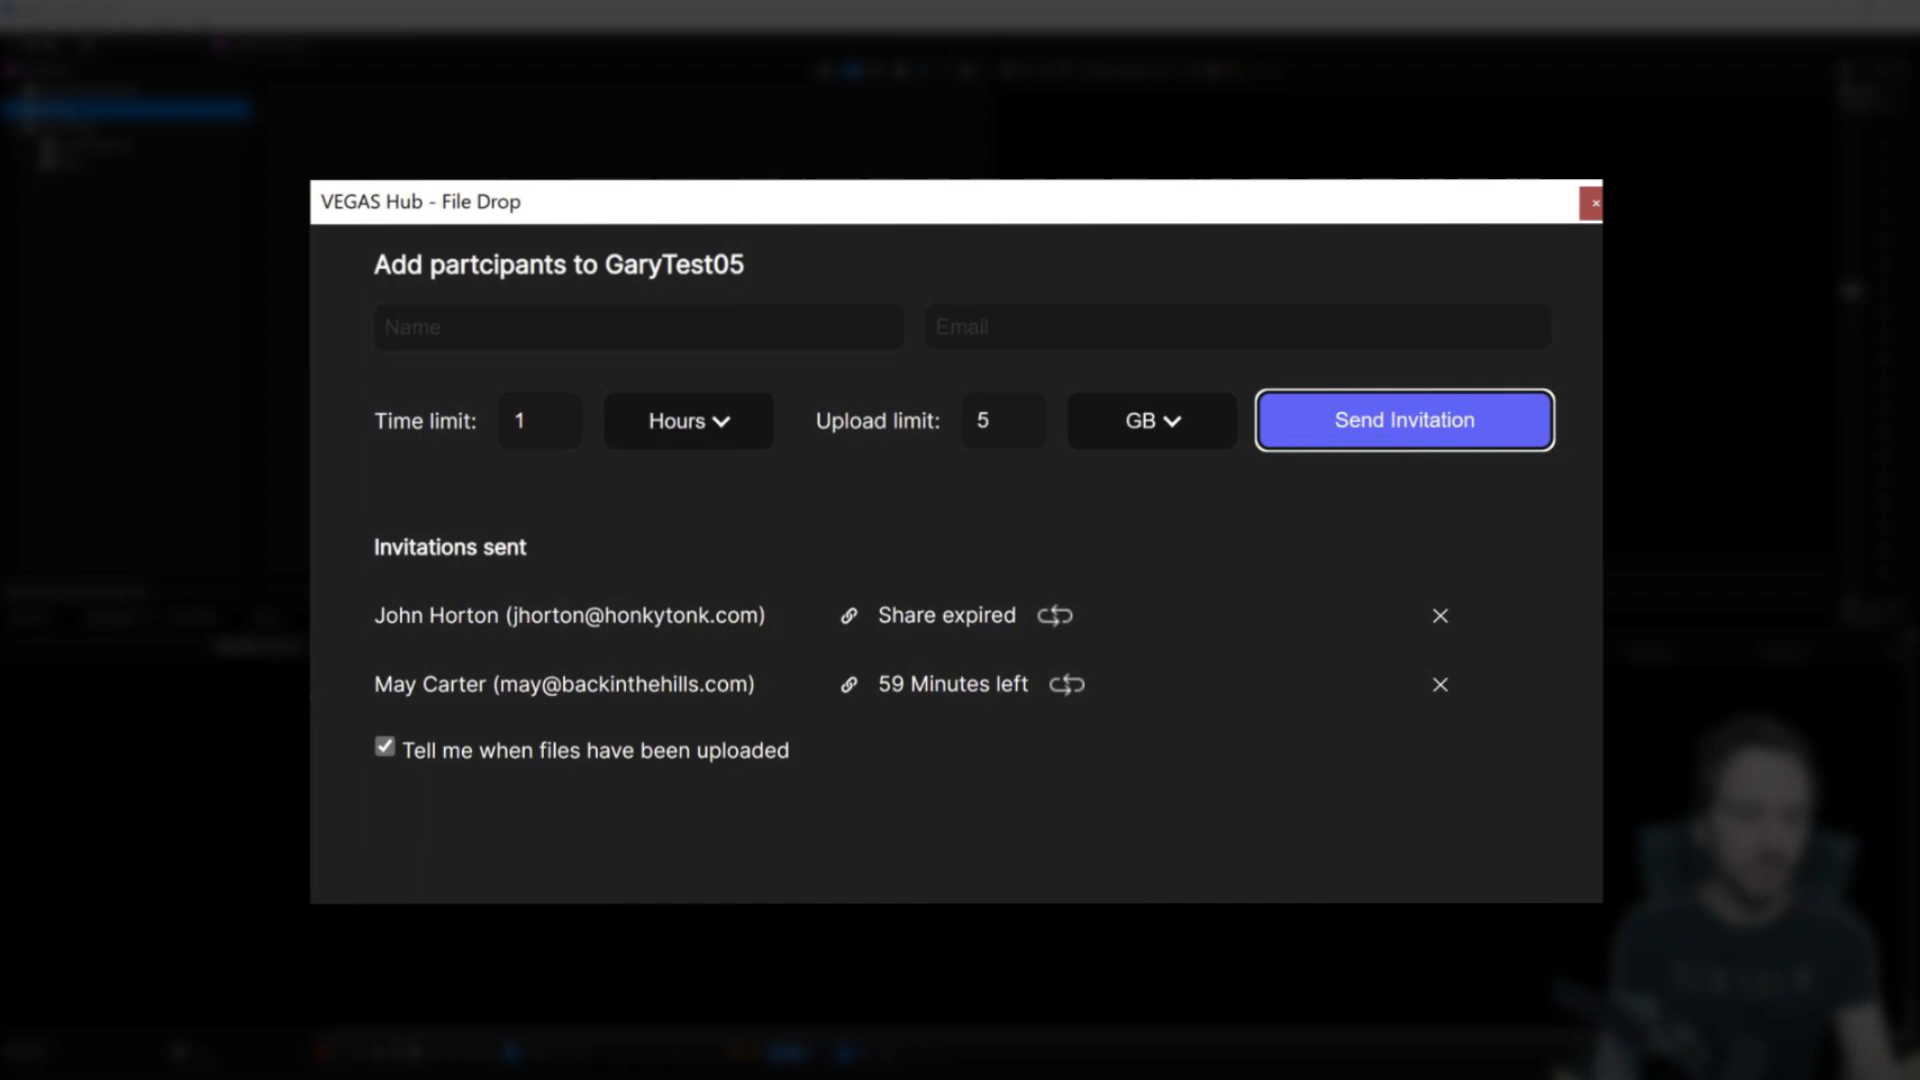 VEGAS Hub - File Drop
Add partcipants to GaryTest05
Name
Email
Time limit: 1 Hours Upload limit: 5 GB Send Invitation
Invitations sent
John Horton (jhorton@honkytonk.com) Share expired
May Carter (may@backinthehills.com) 59 Minutes left
Tell me when files have been uploaded